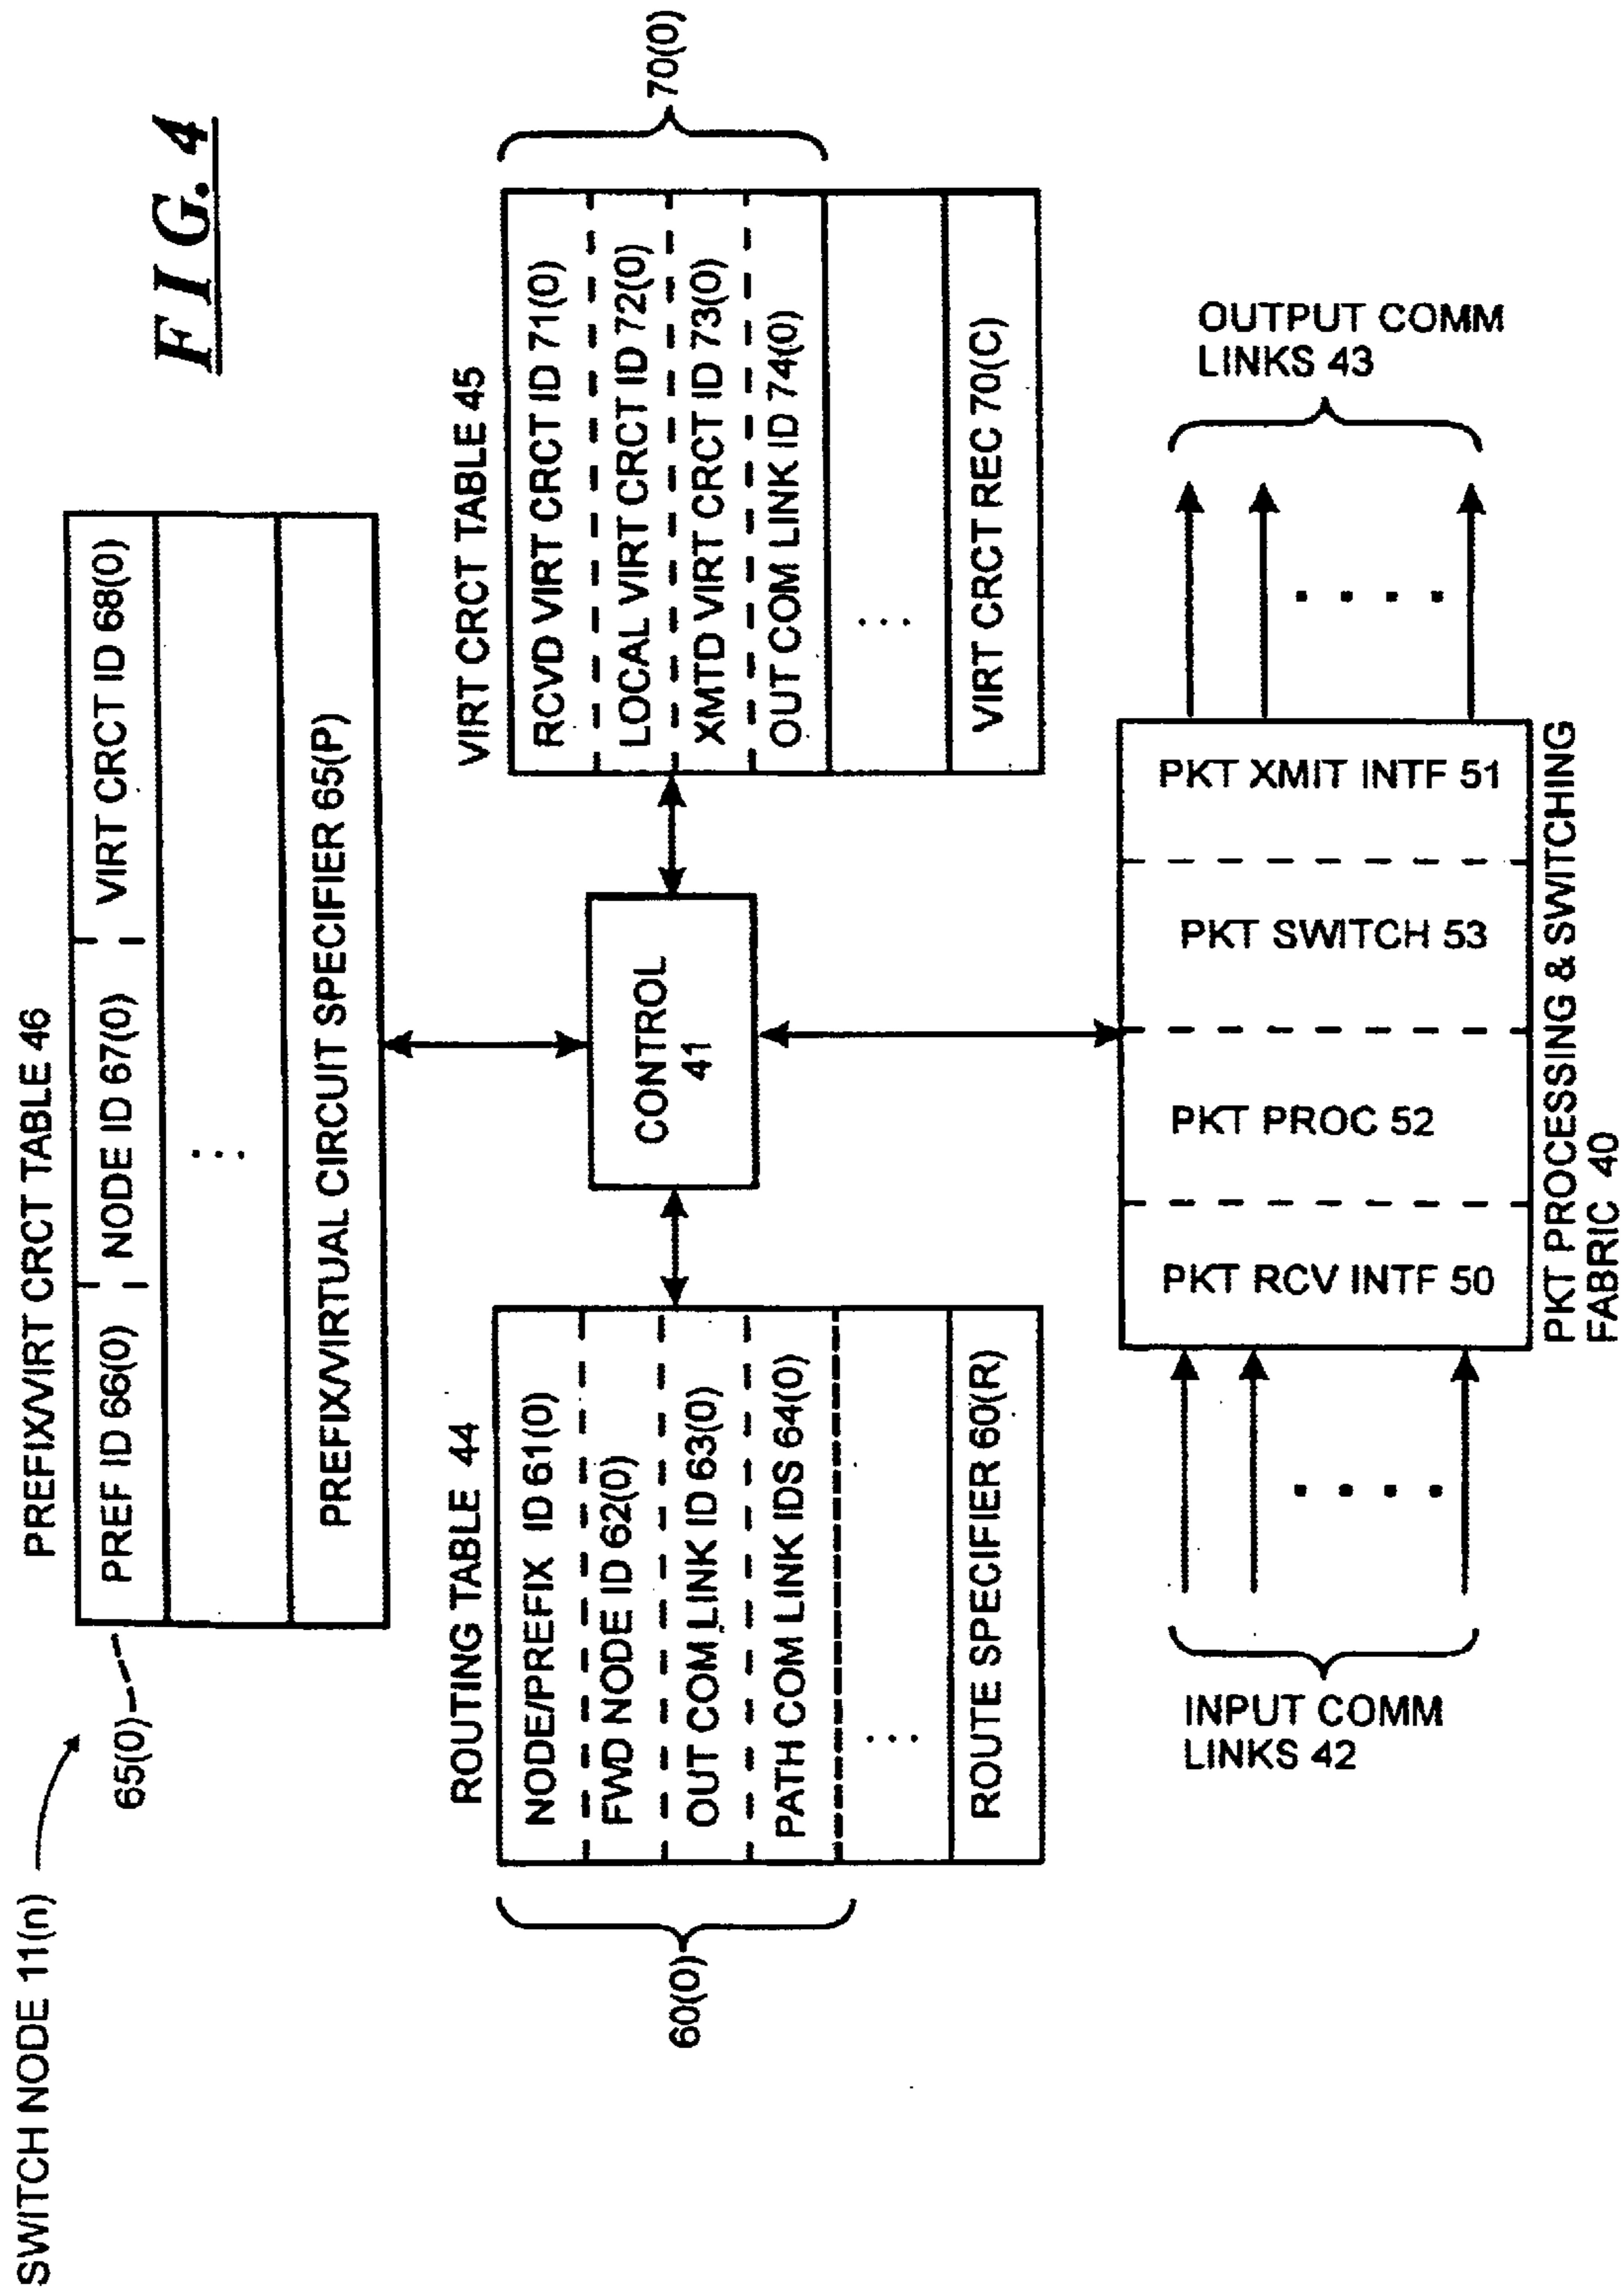 SWITCH NODE 11(n)
FIG. 4
PREFIX/VIRT CRCT TABLE 46
65(0)
PREF ID 66(0) NODE ID 67(0) VIRT CRCT ID 68(0)
...
PREFIX/VIRTUAL CIRCUIT SPECIFIER 65(P)
ROUTING TABLE 44
60(0)
NODE/PREFIX ID 61(0)
FWD NODE ID 62(0)
OUT COM LINK ID 63(0)
PATH COM LINK IDS 64(0)
...
ROUTE SPECIFIER 60(R)
CONTROL
41
VIRT CRCT TABLE 45
RCVD VIRT CRCT ID 71(0)
LOCAL VIRT CRCT ID 72(0)
XMTD VIRT CRCT ID 73(0)
OUT COM LINK ID 74(0)
...
VIRT CRCT REC 70(C)
70(0)
INPUT COMM
LINKS 42
PKT RCV INTF 50
PKT PROC 52
PKT SWITCH 53
PKT XMIT INTF 51
PKT PROCESSING & SWITCHING
FABRIC 40
OUTPUT COMM
LINKS 43